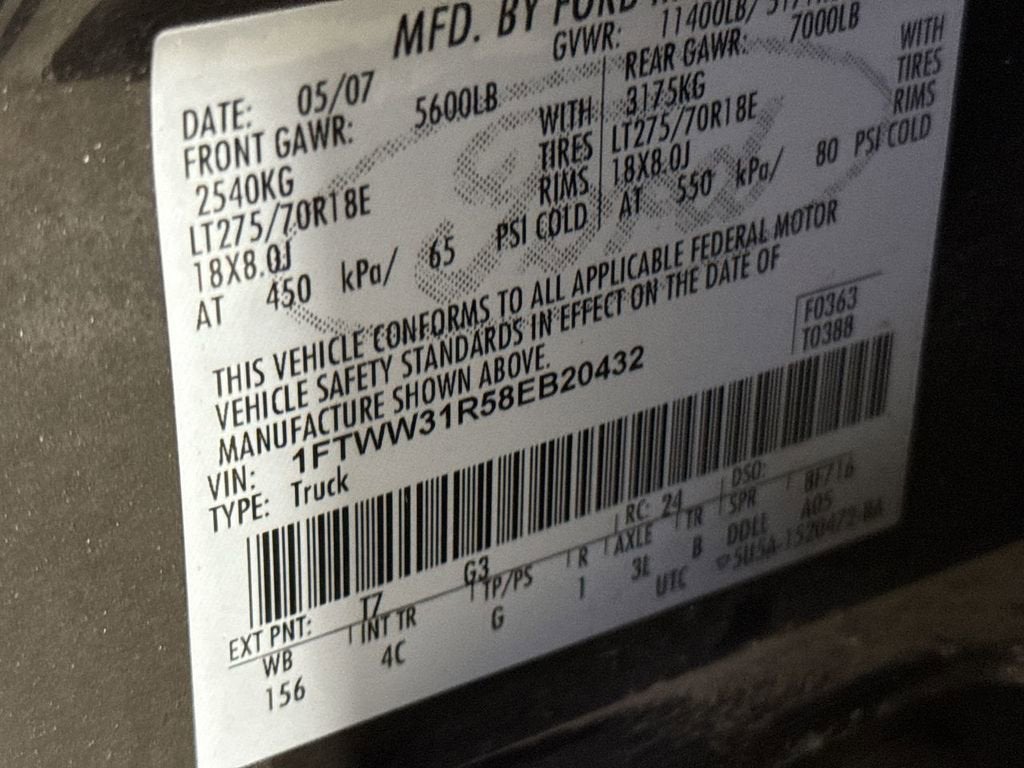 MFD. BY FORD
GVWR: 11400LB/
DATE: 05/07
FRONT GAWR: 5600LB
2540KG WITH
LT275/70R18E TIRES
18X8.0J RIMS
AT 450 kPa/ 65 PSI COLD
REAR GAWR: 7000LB
3175KG WITH
LT275/70R18E TIRES
18X8.0J RIMS
AT 550 kPa/ 80 PSI COLD
THIS VEHICLE CONFORMS TO ALL APPLICABLE FEDERAL MOTOR
VEHICLE SAFETY STANDARDS IN EFFECT ON THE DATE OF
MANUFACTURE SHOWN ABOVE.
VIN: 1FTWW31R58EB20432
TYPE: Truck
F0363
T0388
EXT PNT: T7 G3 RC: 24 DSO:
WB INT TR TP/PS R AXLE TR SPR BF716
156 4C G 1 3L B DDLL A05
UTC